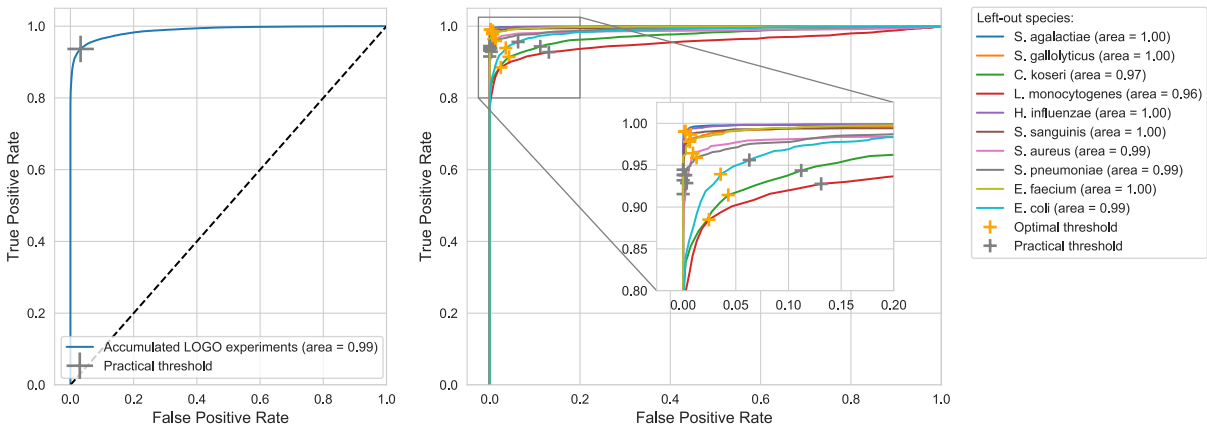 True Positive Rate
1.0
0.8
0.6
0.4
0.2
0.0
Accumulated LOGO experiments (area = 0.99)
Practical threshold
0.0 0.2 0.4 0.6 0.8 1.0
False Positive Rate
True Positive Rate
1.0
0.8
0.6
0.4
0.2
0.0
1.00
0.95
0.90
0.85
0.80
0.00 0.05 0.10 0.15 0.20
0.0 0.2 0.4 0.6 0.8 1.0
False Positive Rate
Left-out species:
S. agalactiae (area = 1.00)
S. gallolyticus (area = 1.00)
C. koseri (area = 0.97)
L. monocytogenes (area = 0.96)
H. influenzae (area = 1.00)
S. sanguinis (area = 1.00)
S. aureus (area = 0.99)
S. pneumoniae (area = 0.99)
E. faecium (area = 1.00)
E. coli (area = 0.99)
Optimal threshold
Practical threshold